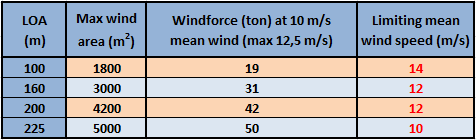 LOA (m) Max wind area (m²) Windforce (ton) at 10 m/s mean wind (max 12,5 m/s) Limiting mean wind speed (m/s)
100 1800 19 14
160 3000 31 12
200 4200 42 12
225 5000 50 10